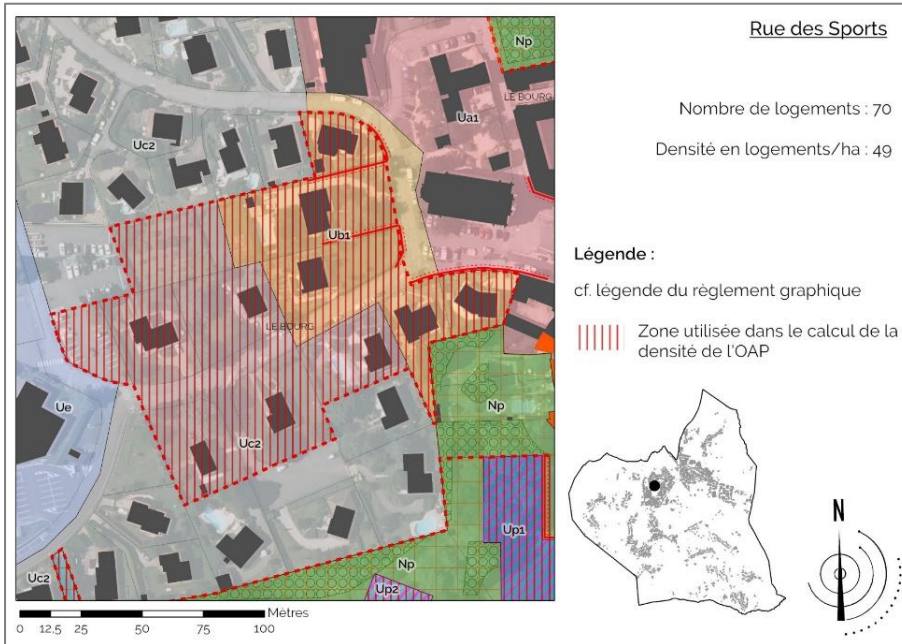 Rue des Sports
Nombre de logements : 70
Densité en logements/ha : 49
Légende :
cf. légende du règlement graphique
Zone utilisée dans le calcul de la
densité de l'OAP
Np
LE BOURG
Ua1
Uc2
Ub1
LE BOURG
Ue
Uc2
Np
Up1
Uc2
Np
Up2
N
Mètres
0 12,5 25 50 75 100